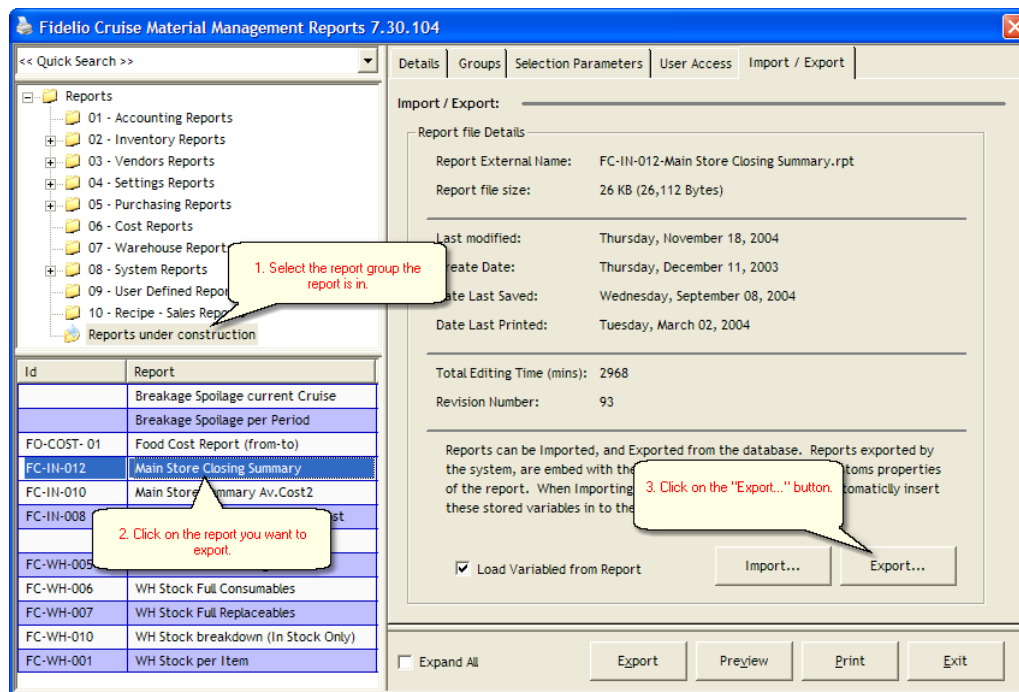 Fidelio Cruise Material Management Reports 7.30.104
<< Quick Search >>
Reports
01 - Accounting Reports
02 - Inventory Reports
03 - Vendors Reports
04 - Settings Reports
05 - Purchasing Reports
06 - Cost Reports
07 - Warehouse Report
08 - System Reports
09 - User Defined Repor
10 - Recipe - Sales Rep
Reports under construction
1. Select the report group the
report is in.
Id Report
Breakage Spoilage current Cruise
Breakage Spoilage per Period
FO-COST- 01 Food Cost Report (from-to)
FC-IN-012 Main Store Closing Summary
FC-IN-010 Main Store Summary Av.Cost2
FC-IN-008 st
2. Click on the report you want to
export.
FC-WH-005
FC-WH-006 WH Stock Full Consumables
FC-WH-007 WH Stock Full Replaceables
FC-WH-010 WH Stock breakdown (In Stock Only)
FC-WH-001 WH Stock per Item
Details Groups Selection Parameters User Access Import / Export
Import / Export:
Report file Details
Report External Name: FC-IN-012-Main Store Closing Summary.rpt
Report file size: 26 KB (26,112 Bytes)
Last modified: Thursday, November 18, 2004
reate Date: Thursday, December 11, 2003
ate Last Saved: Wednesday, September 08, 2004
Date Last Printed: Tuesday, March 02, 2004
Total Editing Time (mins): 2968
Revision Number: 93
Reports can be Imported, and Exported from the database. Reports exported by
the system, are embed with the toms properties
of the report. When Importing tomaticly insert
these stored variables in to the
3. Click on the "Export..." button.
Load Variabled from Report Import... Export...
Expand All Export Preview Print Exit